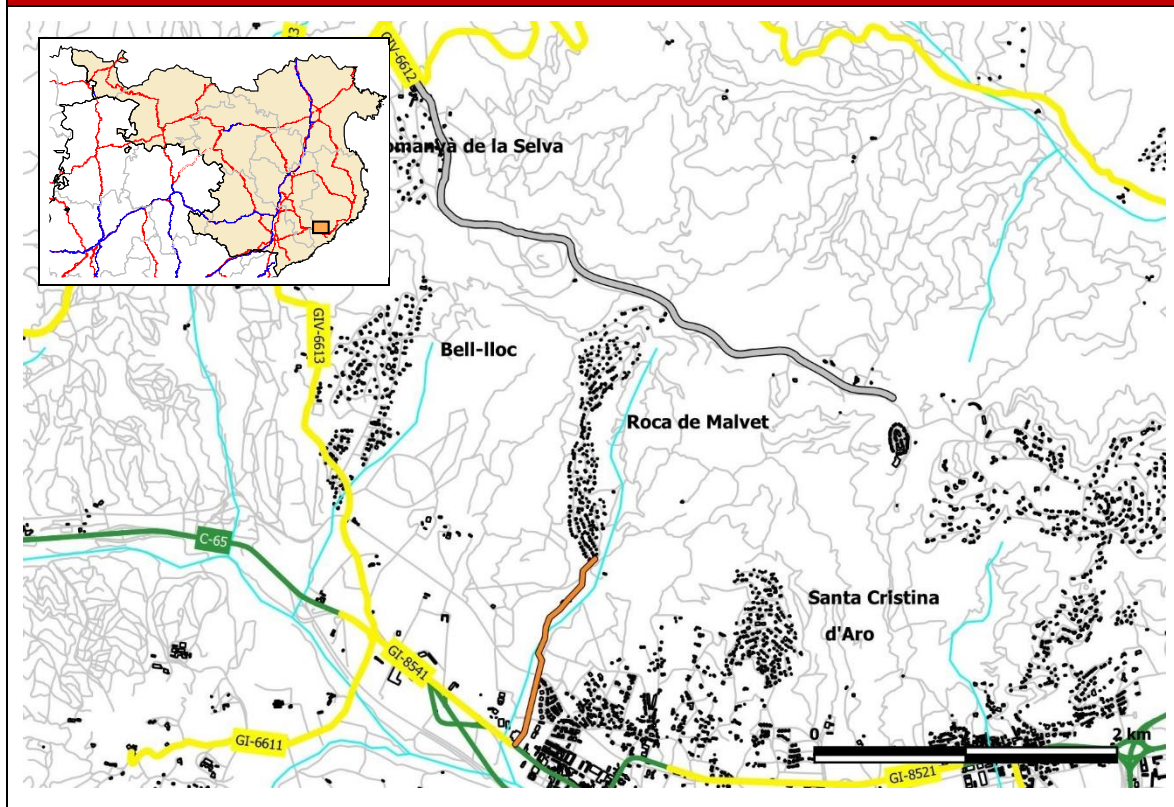 GIV-6612
omanyà de la Selva
GIV-6613
Bell-lloc
Roca de Malvet
C-65
Santa Cristina
d'Aro
GI-8541
GI-6611
0
2 km
GI-8521